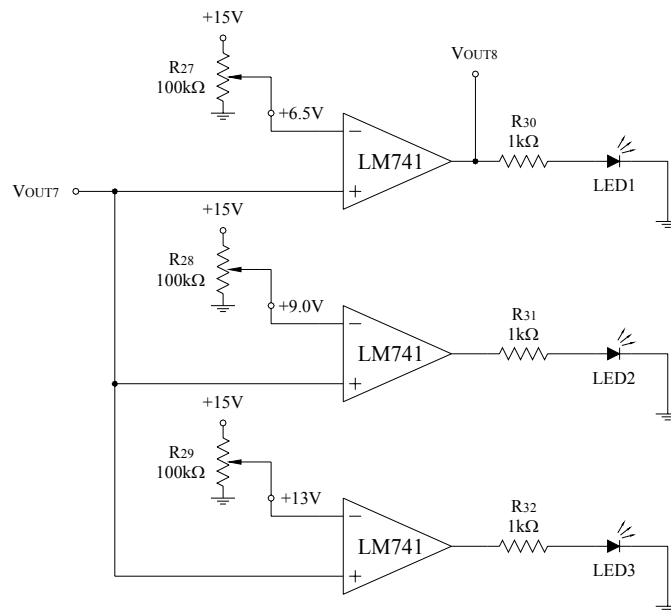 +15V
R27
100kΩ
+6.5V
−
LM741
+
VOUT8
R30
1kΩ
LED1
VOUT7
+15V
R28
100kΩ
+9.0V
−
LM741
+
R31
1kΩ
LED2
+15V
R29
100kΩ
+13V
−
LM741
+
R32
1kΩ
LED3